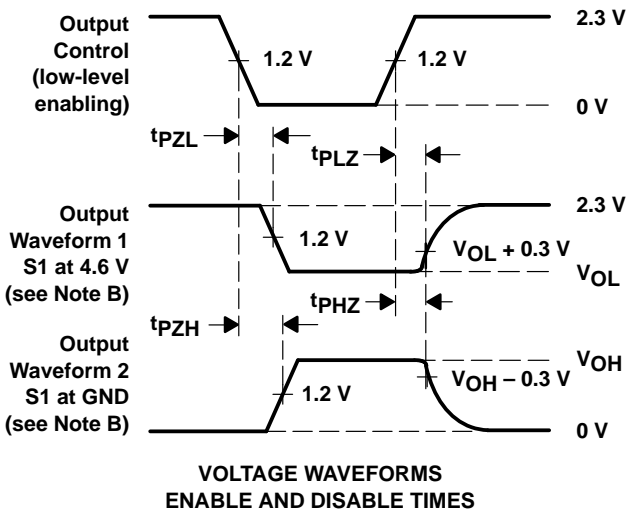 Output
Control
(low-level
enabling)
1.2 V
1.2 V
2.3 V
0 V
tPZL
tPLZ
Output
Waveform 1
S1 at 4.6 V
(see Note B)
1.2 V
2.3 V
VOL + 0.3 V
VOL
tPZH
tPHZ
Output
Waveform 2
S1 at GND
(see Note B)
1.2 V
VOH
VOH – 0.3 V
0 V
VOLTAGE WAVEFORMS
ENABLE AND DISABLE TIMES